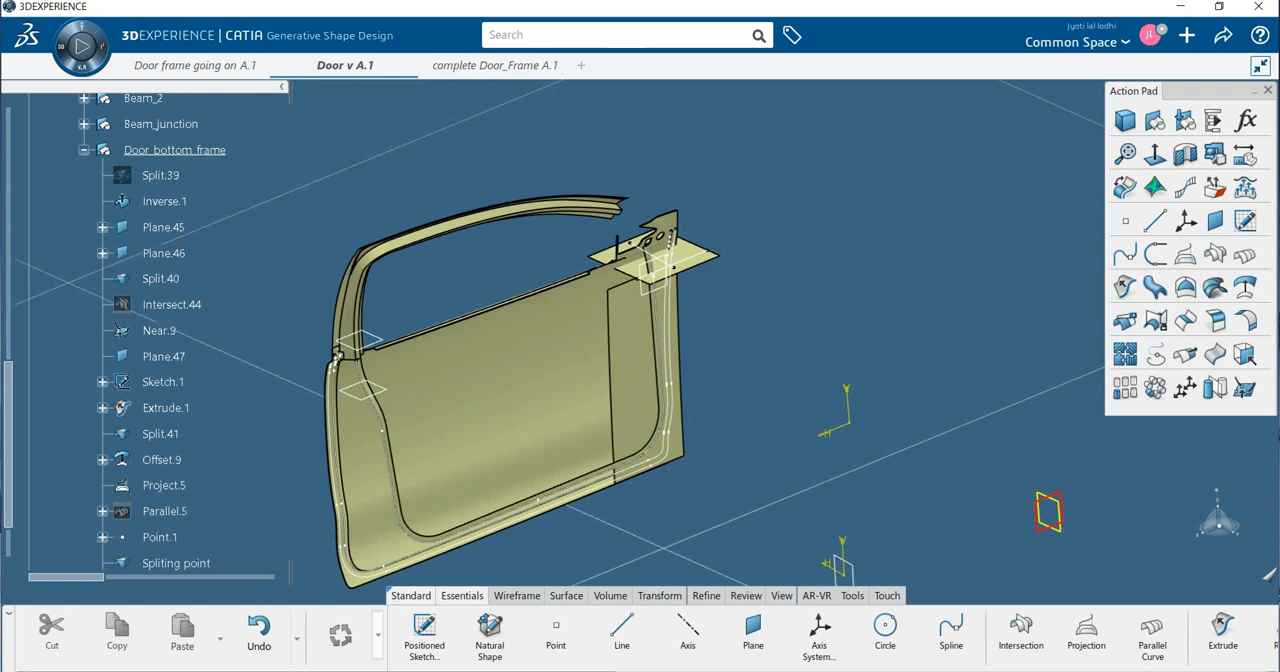 3DEXPERIENCE
3DEXPERIENCE | CATIA Generative Shape Design
Search
Jyoti lal lodhi
Common Space
JL
3D
V.R
Door frame going on A.1
Door v A.1
complete Door_Frame A.1
Action Pad
fx
Beam_2
Beam_junction
Door bottom_frame
Split.39
Inverse.1
Plane.45
Plane.46
Split.40
Intersect.44
Near.9
Plane.47
Sketch.1
Extrude.1
Split.41
Offset.9
Project.5
Parallel.5
Point.1
Spliting point
V
H
V
H
Standard
Essentials
Wireframe
Surface
Volume
Transform
Refine
Review
View
AR-VR
Tools
Touch
Cut
Copy
Paste
Undo
Positioned
Sketch...
Natural
Shape
Point
Line
Axis
Plane
Axis
System...
Circle
Spline
Intersection
Projection
Parallel
Curve
Extrude